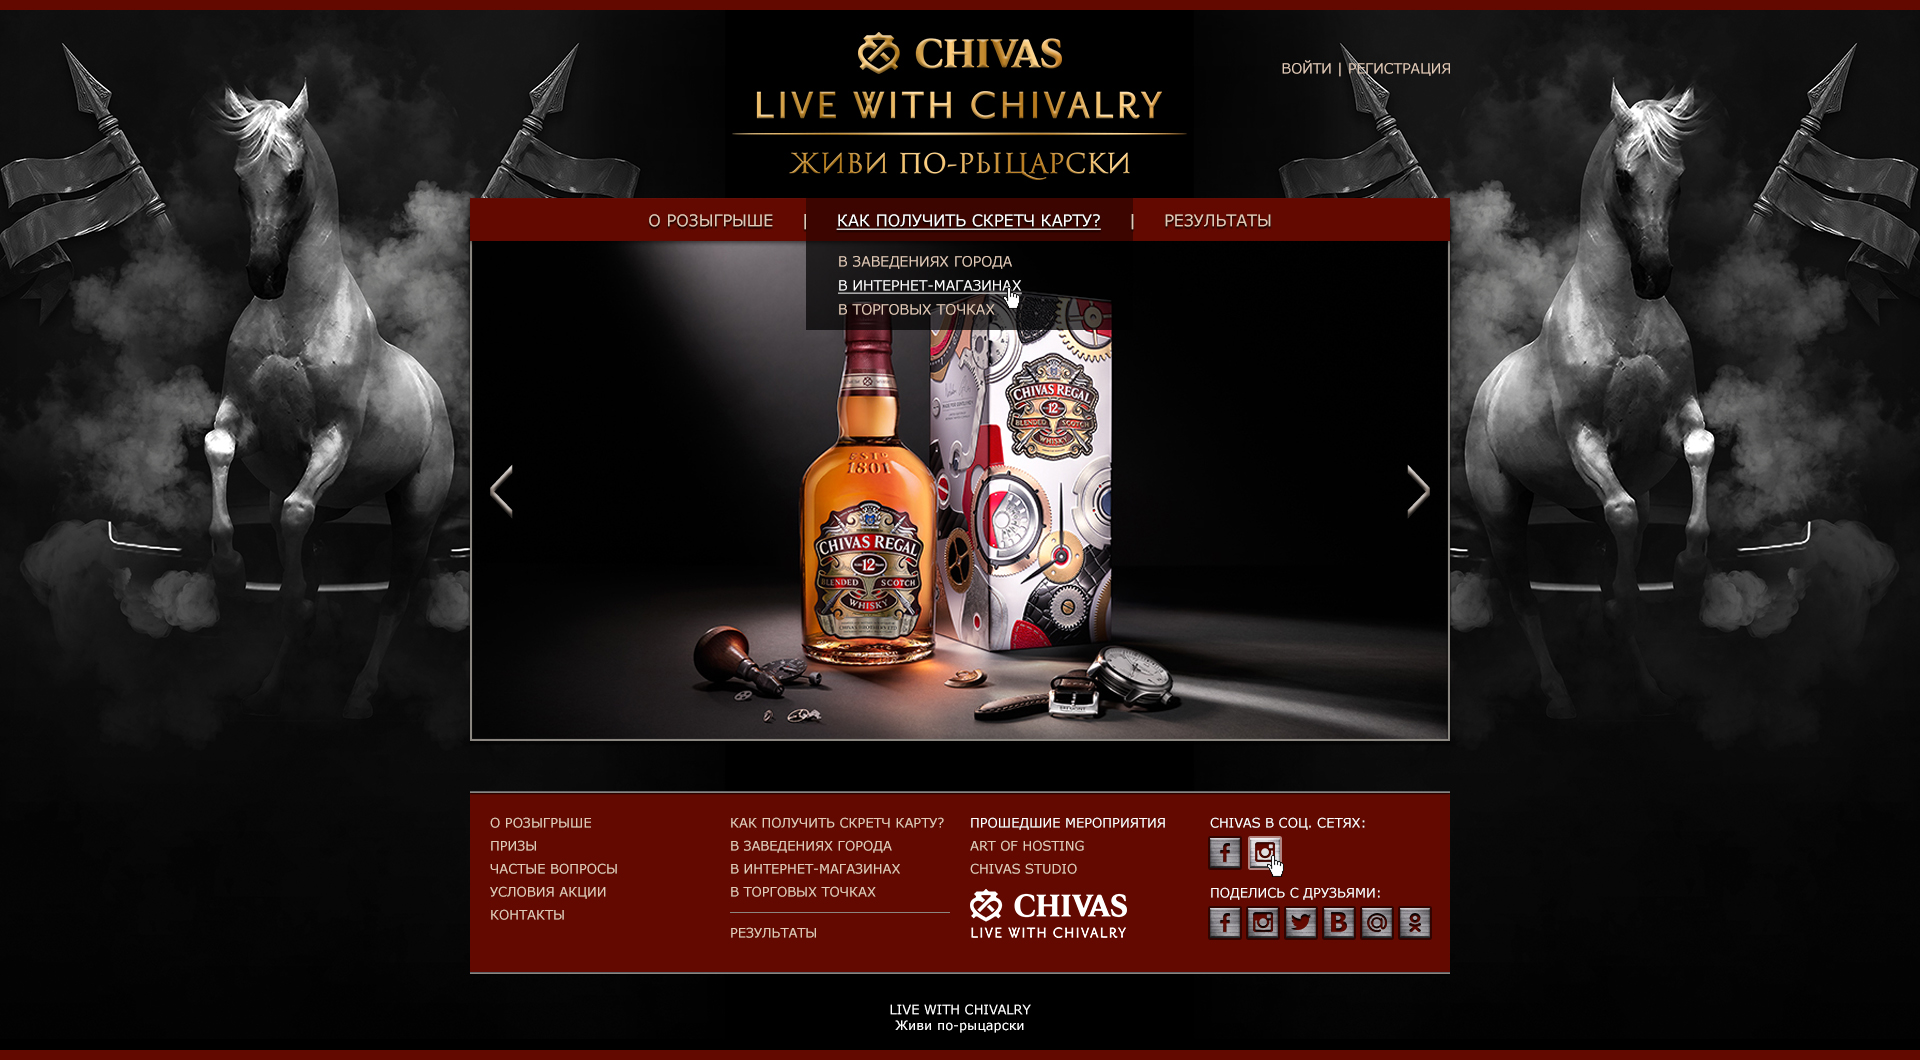 CHIVAS
LIVE WITH CHIVALRY
ЖИВИ ПО-РЫЦАРСКИ
ВОЙТИ | РЕГИСТРАЦИЯ
О РОЗЫГРЫШЕ | КАК ПОЛУЧИТЬ СКРЕТЧ КАРТУ? | РЕЗУЛЬТАТЫ
В ЗАВЕДЕНИЯХ ГОРОДА
В ИНТЕРНЕТ-МАГАЗИНАХ
В ТОРГОВЫХ ТОЧКАХ
CHIVAS REGAL
12
BLENDED SCOTCH
WHISKY
ESTD
1801
CHIVAS REGAL
12
BLENDED SCOTCH
WHISKY
О РОЗЫГРЫШЕ
ПРИЗЫ
ЧАСТЫЕ ВОПРОСЫ
УСЛОВИЯ АКЦИИ
КОНТАКТЫ
КАК ПОЛУЧИТЬ СКРЕТЧ КАРТУ?
В ЗАВЕДЕНИЯХ ГОРОДА
В ИНТЕРНЕТ-МАГАЗИНАХ
В ТОРГОВЫХ ТОЧКАХ
РЕЗУЛЬТАТЫ
ПРОШЕДШИЕ МЕРОПРИЯТИЯ
ART OF HOSTING
CHIVAS STUDIO
CHIVAS
LIVE WITH CHIVALRY
CHIVAS В СОЦ. СЕТЯХ:
ПОДЕЛИСЬ С ДРУЗЬЯМИ:
LIVE WITH CHIVALRY
Живи по-рыцарски